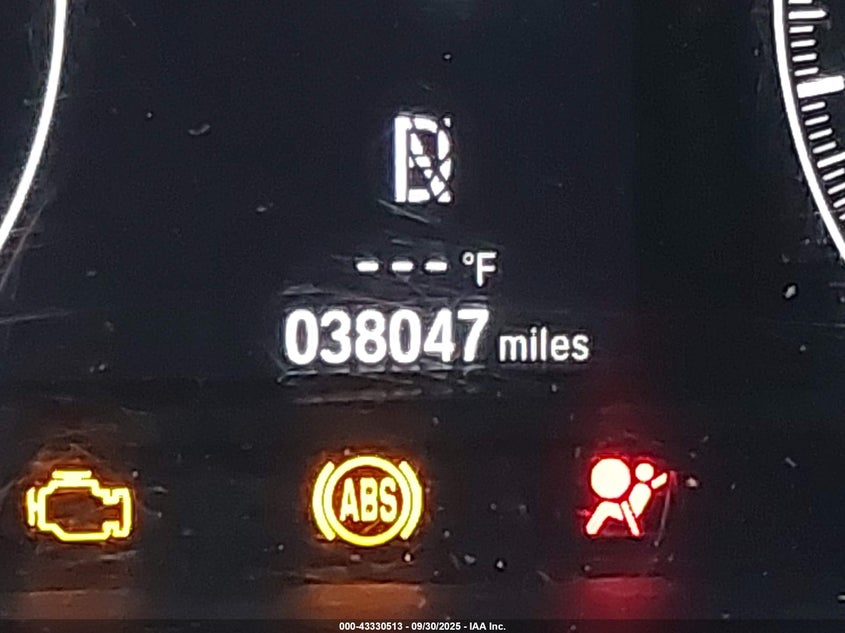 --- °F
038047 miles
ABS
000-43330513 - 09/30/2025 - IAA Inc.